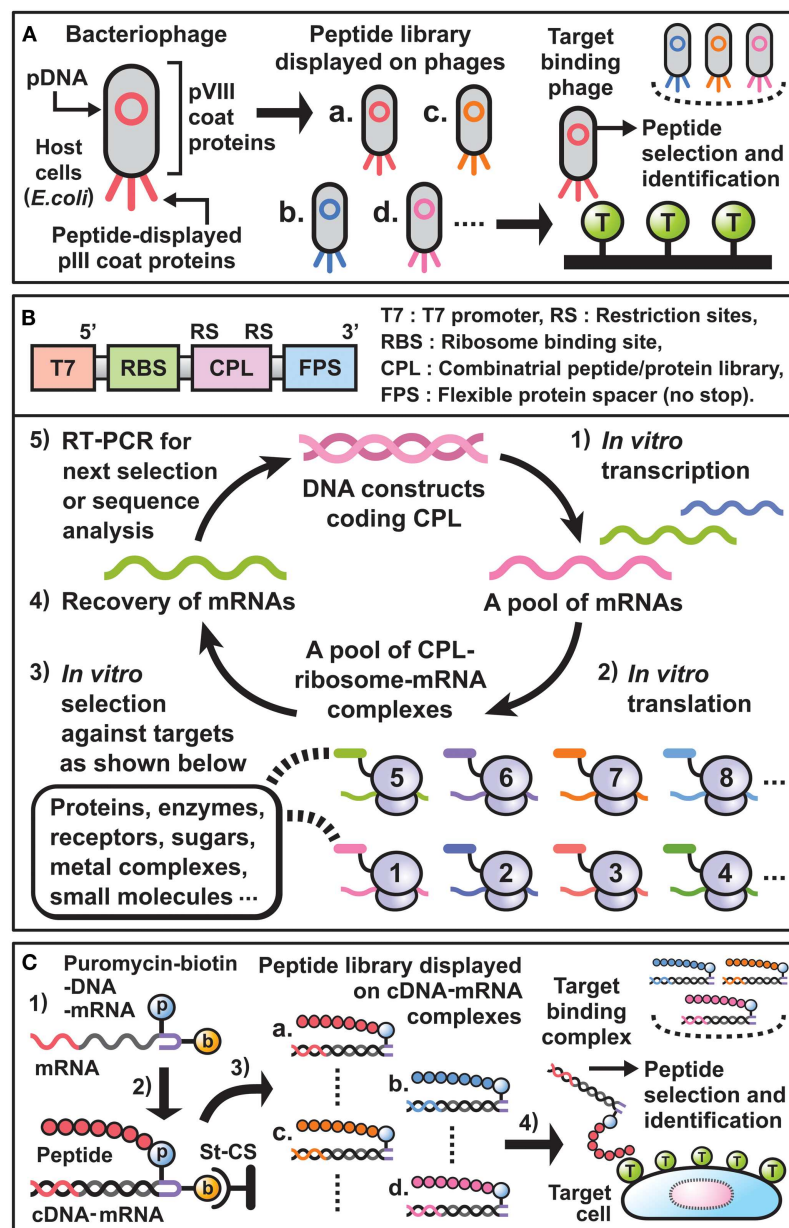 A
Bacteriophage
pDNA
pVIII
coat
proteins
Host
cells
(E.coli)
Peptide-displayed
pIII coat proteins
Peptide library
displayed on phages
a.
c.
b.
d.
....
Target
binding
phage
Peptide
selection and
identification
T
T
T
B
5’
RS
RS
3’
T7
RBS
CPL
FPS
T7 : T7 promoter, RS : Restriction sites,
RBS : Ribosome binding site,
CPL : Combinatrial peptide/protein library,
FPS : Flexible protein spacer (no stop).
5) RT-PCR for
next selection
or sequence
analysis
DNA constructs
coding CPL
1) In vitro
transcription
4) Recovery of mRNAs
A pool of mRNAs
3) In vitro
selection
against targets
as shown below
A pool of CPL-
ribosome-mRNA
complexes
2) In vitro
translation
Proteins, enzymes,
receptors, sugars,
metal complexes,
small molecules ···
5
6
7
8
...
1
2
3
4
...
C
Puromycin-biotin
-DNA
-mRNA
1)
p
b
mRNA
2)
3)
Peptide
p
St-CS
b
cDNA-mRNA
Peptide library displayed
on cDNA-mRNA
complexes
a.
b.
c.
d.
4)
Target
binding
complex
Peptide
selection and
identification
T
T
T
T
T
Target
cell